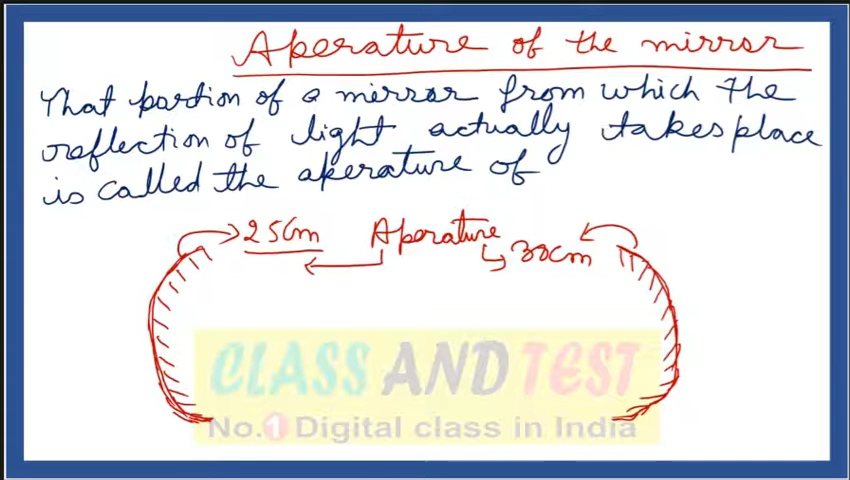 Aperature of the mirror
That portion of a mirror from which the
reflection of light actually takes place
is called the aperature of
25cm Aperature
30cm
CLASS AND TEST
No.1 Digital class in India